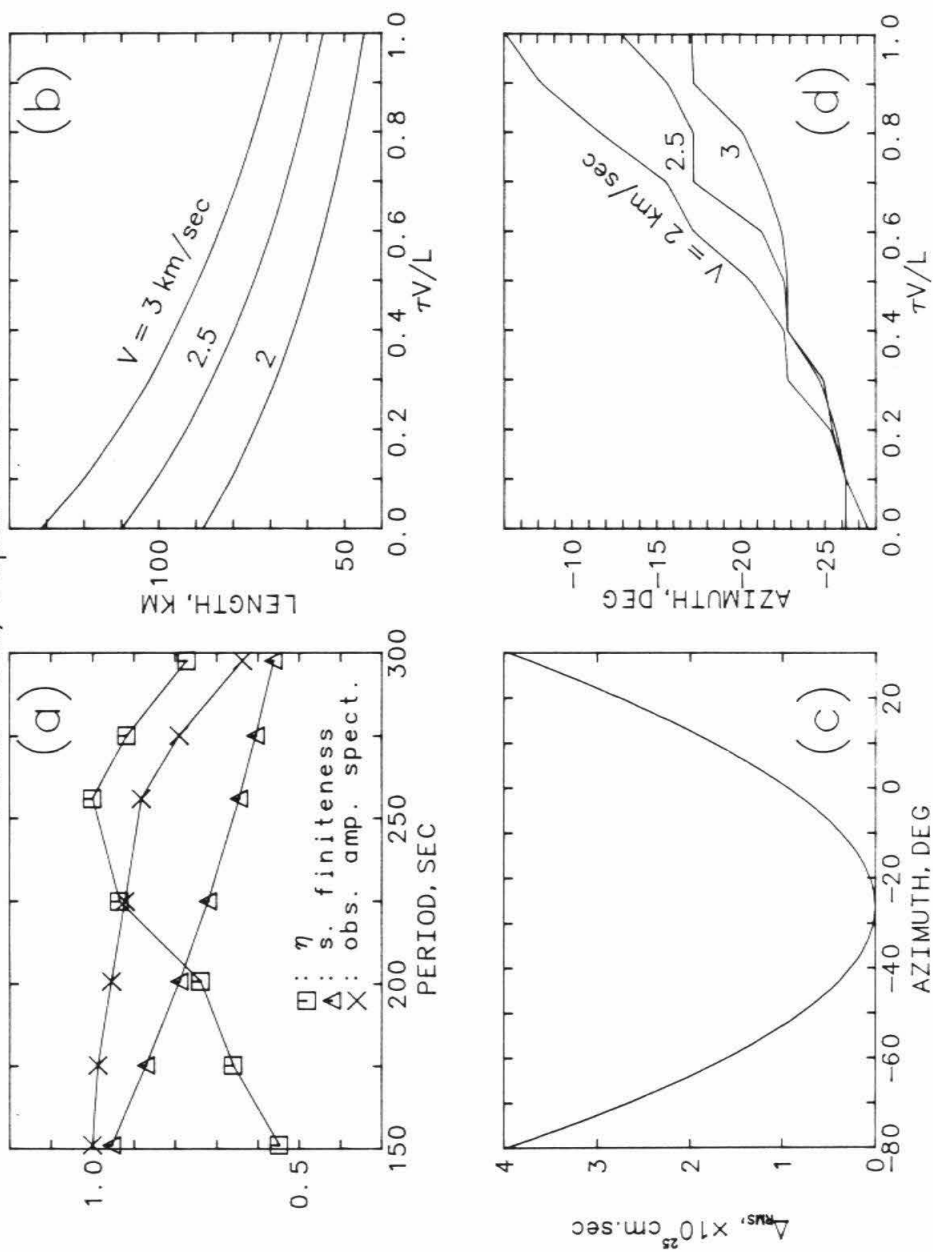 (a)
1.0
0.5
150
200
250
300
PERIOD, SEC
: η
: s. finiteness
: obs. amp. spect.
(b)
LENGTH, KM
100
50
V = 3 km/sec
2.5
2
0.0
0.2
0.4
0.6
0.8
1.0
τV/L
(c)
Δ RMS, ×10 25 cm.sec
4
3
2
1
0
-80
-60
-40
-20
0
20
AZIMUTH, DEG
(d)
AZIMUTH, DEG
-10
-15
-20
-25
V = 2 km/sec
2.5
3
0.0
0.2
0.4
0.6
0.8
1.0
τV/L